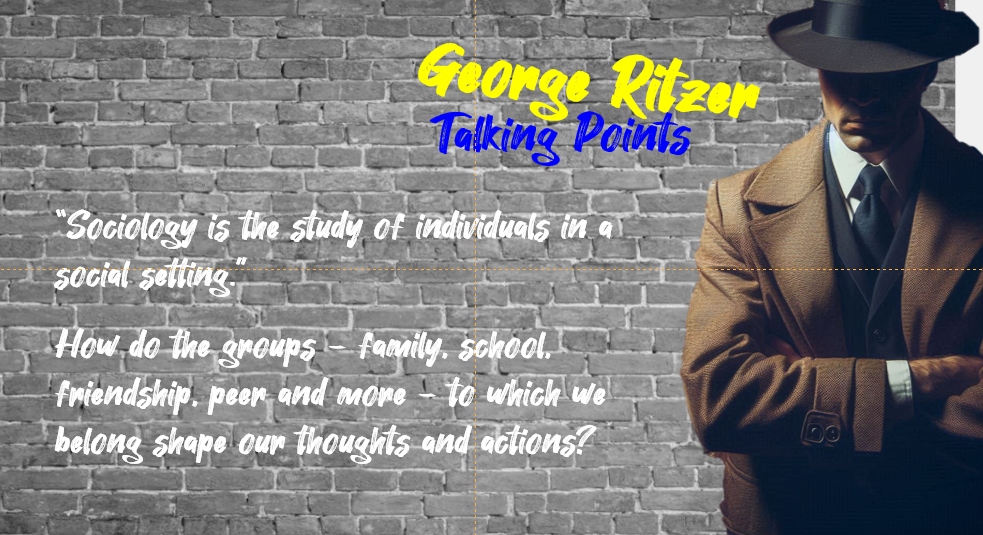 George Ritzer
Talking Points
"Sociology is the study of individuals in a
social setting."
How do the groups – family, school,
friendship, peer and more – to which we
belong shape our thoughts and actions?